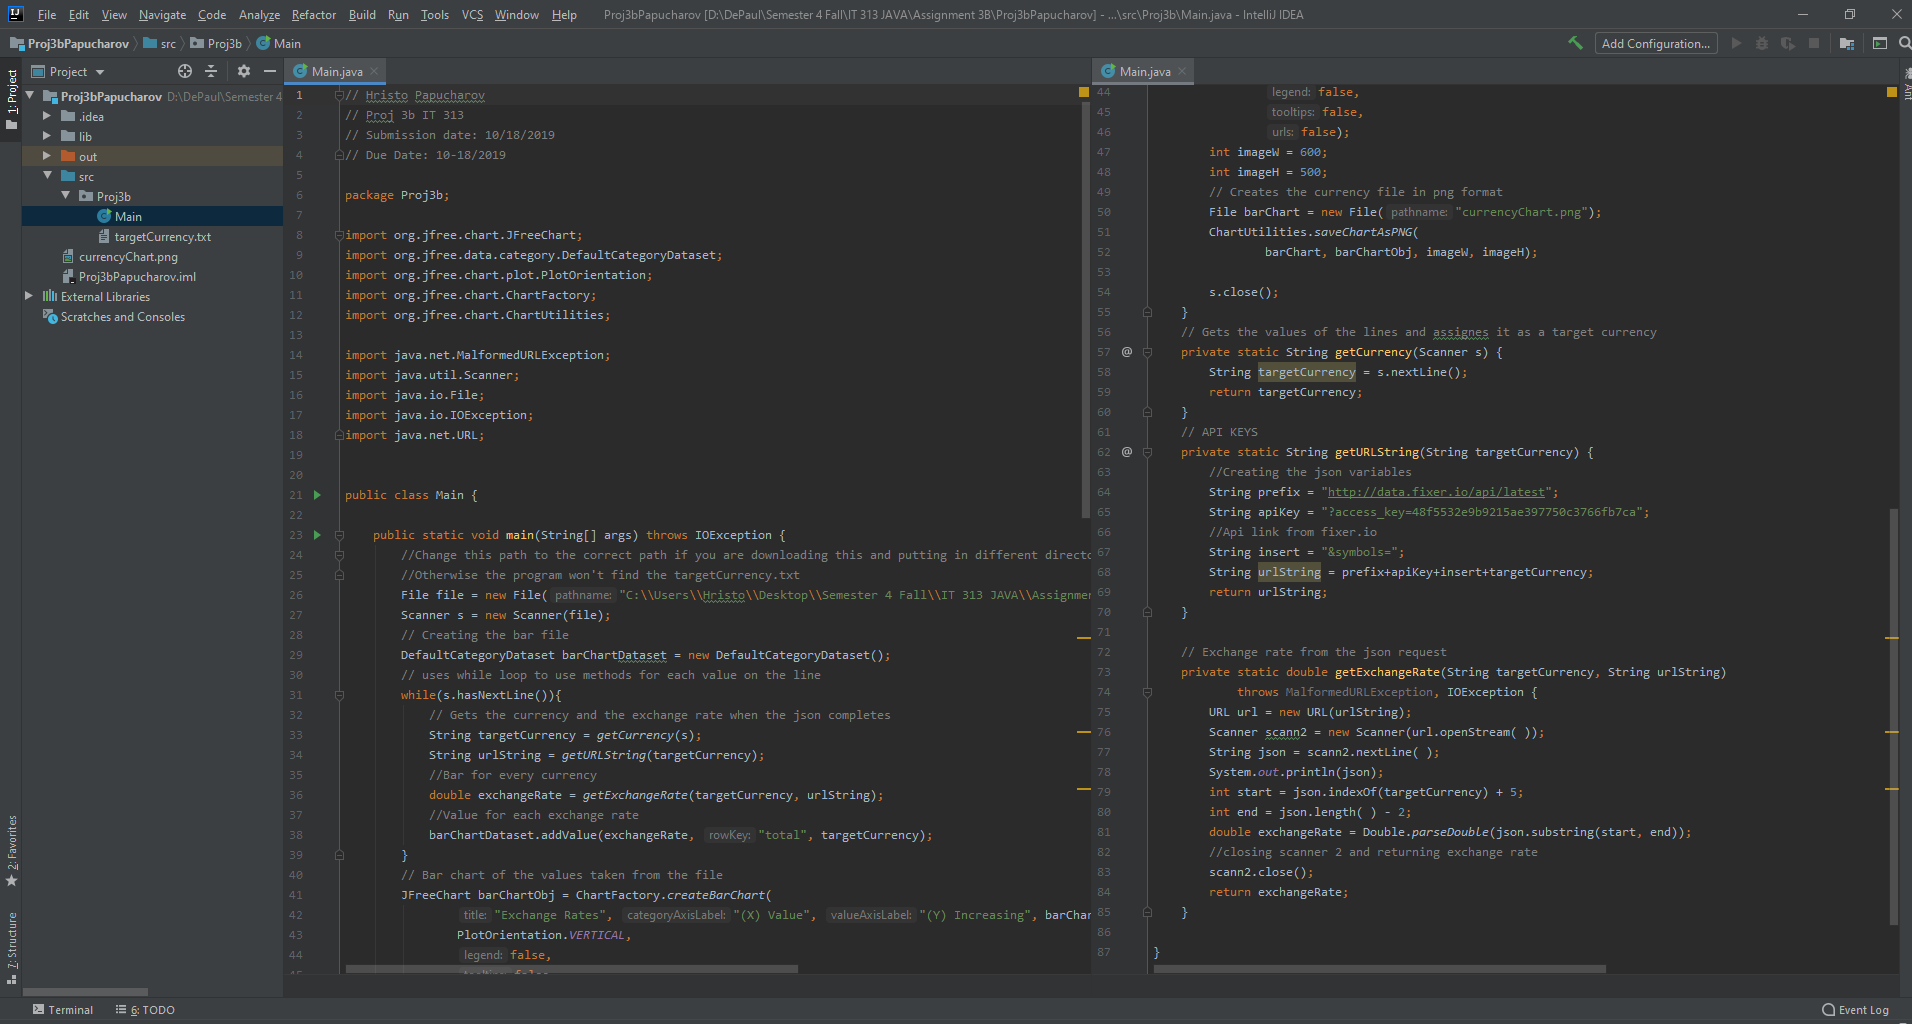 File Edit View Navigate Code Analyze Refactor Build Run Tools VCS Window Help Proj3bPapucharov [D:\DePaul\Semester 4 Fall\IT 313 JAVA\Assignment 3B\Proj3bPapucharov] - ...\src\Proj3b\Main.java - IntelliJ IDEA
Proj3bPapucharov src Proj3b Main Add Configuration...
1: Project
Project
Proj3bPapucharov D:\DePaul\Semester 4
.idea
lib
out
src
Proj3b
Main
targetCurrency.txt
currencyChart.png
Proj3bPapucharov.iml
External Libraries
Scratches and Consoles
2: Favorites
7: Structure
Main.java
1 // Hristo Papucharov
2 // Proj 3b IT 313
3 // Submission date: 10/18/2019
4 // Due Date: 10-18/2019
5
6 package Proj3b;
7
8 import org.jfree.chart.JFreeChart;
9 import org.jfree.data.category.DefaultCategoryDataset;
10 import org.jfree.chart.plot.PlotOrientation;
11 import org.jfree.chart.ChartFactory;
12 import org.jfree.chart.ChartUtilities;
13
14 import java.net.MalformedURLException;
15 import java.util.Scanner;
16 import java.io.File;
17 import java.io.IOException;
18 import java.net.URL;
19
20
21 public class Main {
22
23 public static void main(String[] args) throws IOException {
24 //Change this path to the correct path if you are downloading this and putting in different directo
25 //Otherwise the program won't find the targetCurrency.txt
26 File file = new File( pathname: "C:\\Users\\Hristo\\Desktop\\Semester 4 Fall\\IT 313 JAVA\\Assignmen
27 Scanner s = new Scanner(file);
28 // Creating the bar file
29 DefaultCategoryDataset barChartDataset = new DefaultCategoryDataset();
30 // uses while loop to use methods for each value on the line
31 while(s.hasNextLine()){
32 // Gets the currency and the exchange rate when the json completes
33 String targetCurrency = getCurrency(s);
34 String urlString = getURLString(targetCurrency);
35 //Bar for every currency
36 double exchangeRate = getExchangeRate(targetCurrency, urlString);
37 //Value for each exchange rate
38 barChartDataset.addValue(exchangeRate, rowKey: "total", targetCurrency);
39 }
40 // Bar chart of the values taken from the file
41 JFreeChart barChartObj = ChartFactory.createBarChart(
42 title: "Exchange Rates", categoryAxisLabel: "(X) Value", valueAxisLabel: "(Y) Increasing", barChar
43 PlotOrientation.VERTICAL,
44 legend: false,
Main.java
44 legend: false,
45 tooltips: false,
46 urls: false);
47 int imageW = 600;
48 int imageH = 500;
49 // Creates the currency file in png format
50 File barChart = new File( pathname: "currencyChart.png");
51 ChartUtilities.saveChartAsPNG(
52 barChart, barChartObj, imageW, imageH);
53
54 s.close();
55 }
56 // Gets the values of the lines and assignes it as a target currency
57 @ private static String getCurrency(Scanner s) {
58 String targetCurrency = s.nextLine();
59 return targetCurrency;
60 }
61 // API KEYS
62 @ private static String getURLString(String targetCurrency) {
63 //Creating the json variables
64 String prefix = "http://data.fixer.io/api/latest";
65 String apiKey = "?access_key=48f5532e9b9215ae397750c3766fb7ca";
66 //Api link from fixer.io
67 String insert = "&symbols=";
68 String urlString = prefix+apiKey+insert+targetCurrency;
69 return urlString;
70 }
71
72 // Exchange rate from the json request
73 private static double getExchangeRate(String targetCurrency, String urlString)
74 throws MalformedURLException, IOException {
75 URL url = new URL(urlString);
76 Scanner scann2 = new Scanner(url.openStream( ));
77 String json = scann2.nextLine( );
78 System.out.println(json);
79 int start = json.indexOf(targetCurrency) + 5;
80 int end = json.length( ) - 2;
81 double exchangeRate = Double.parseDouble(json.substring(start, end));
82 //closing scanner 2 and returning exchange rate
83 scann2.close();
84 return exchangeRate;
85 }
86
87 }
Ant
Terminal 6: TODO Event Log